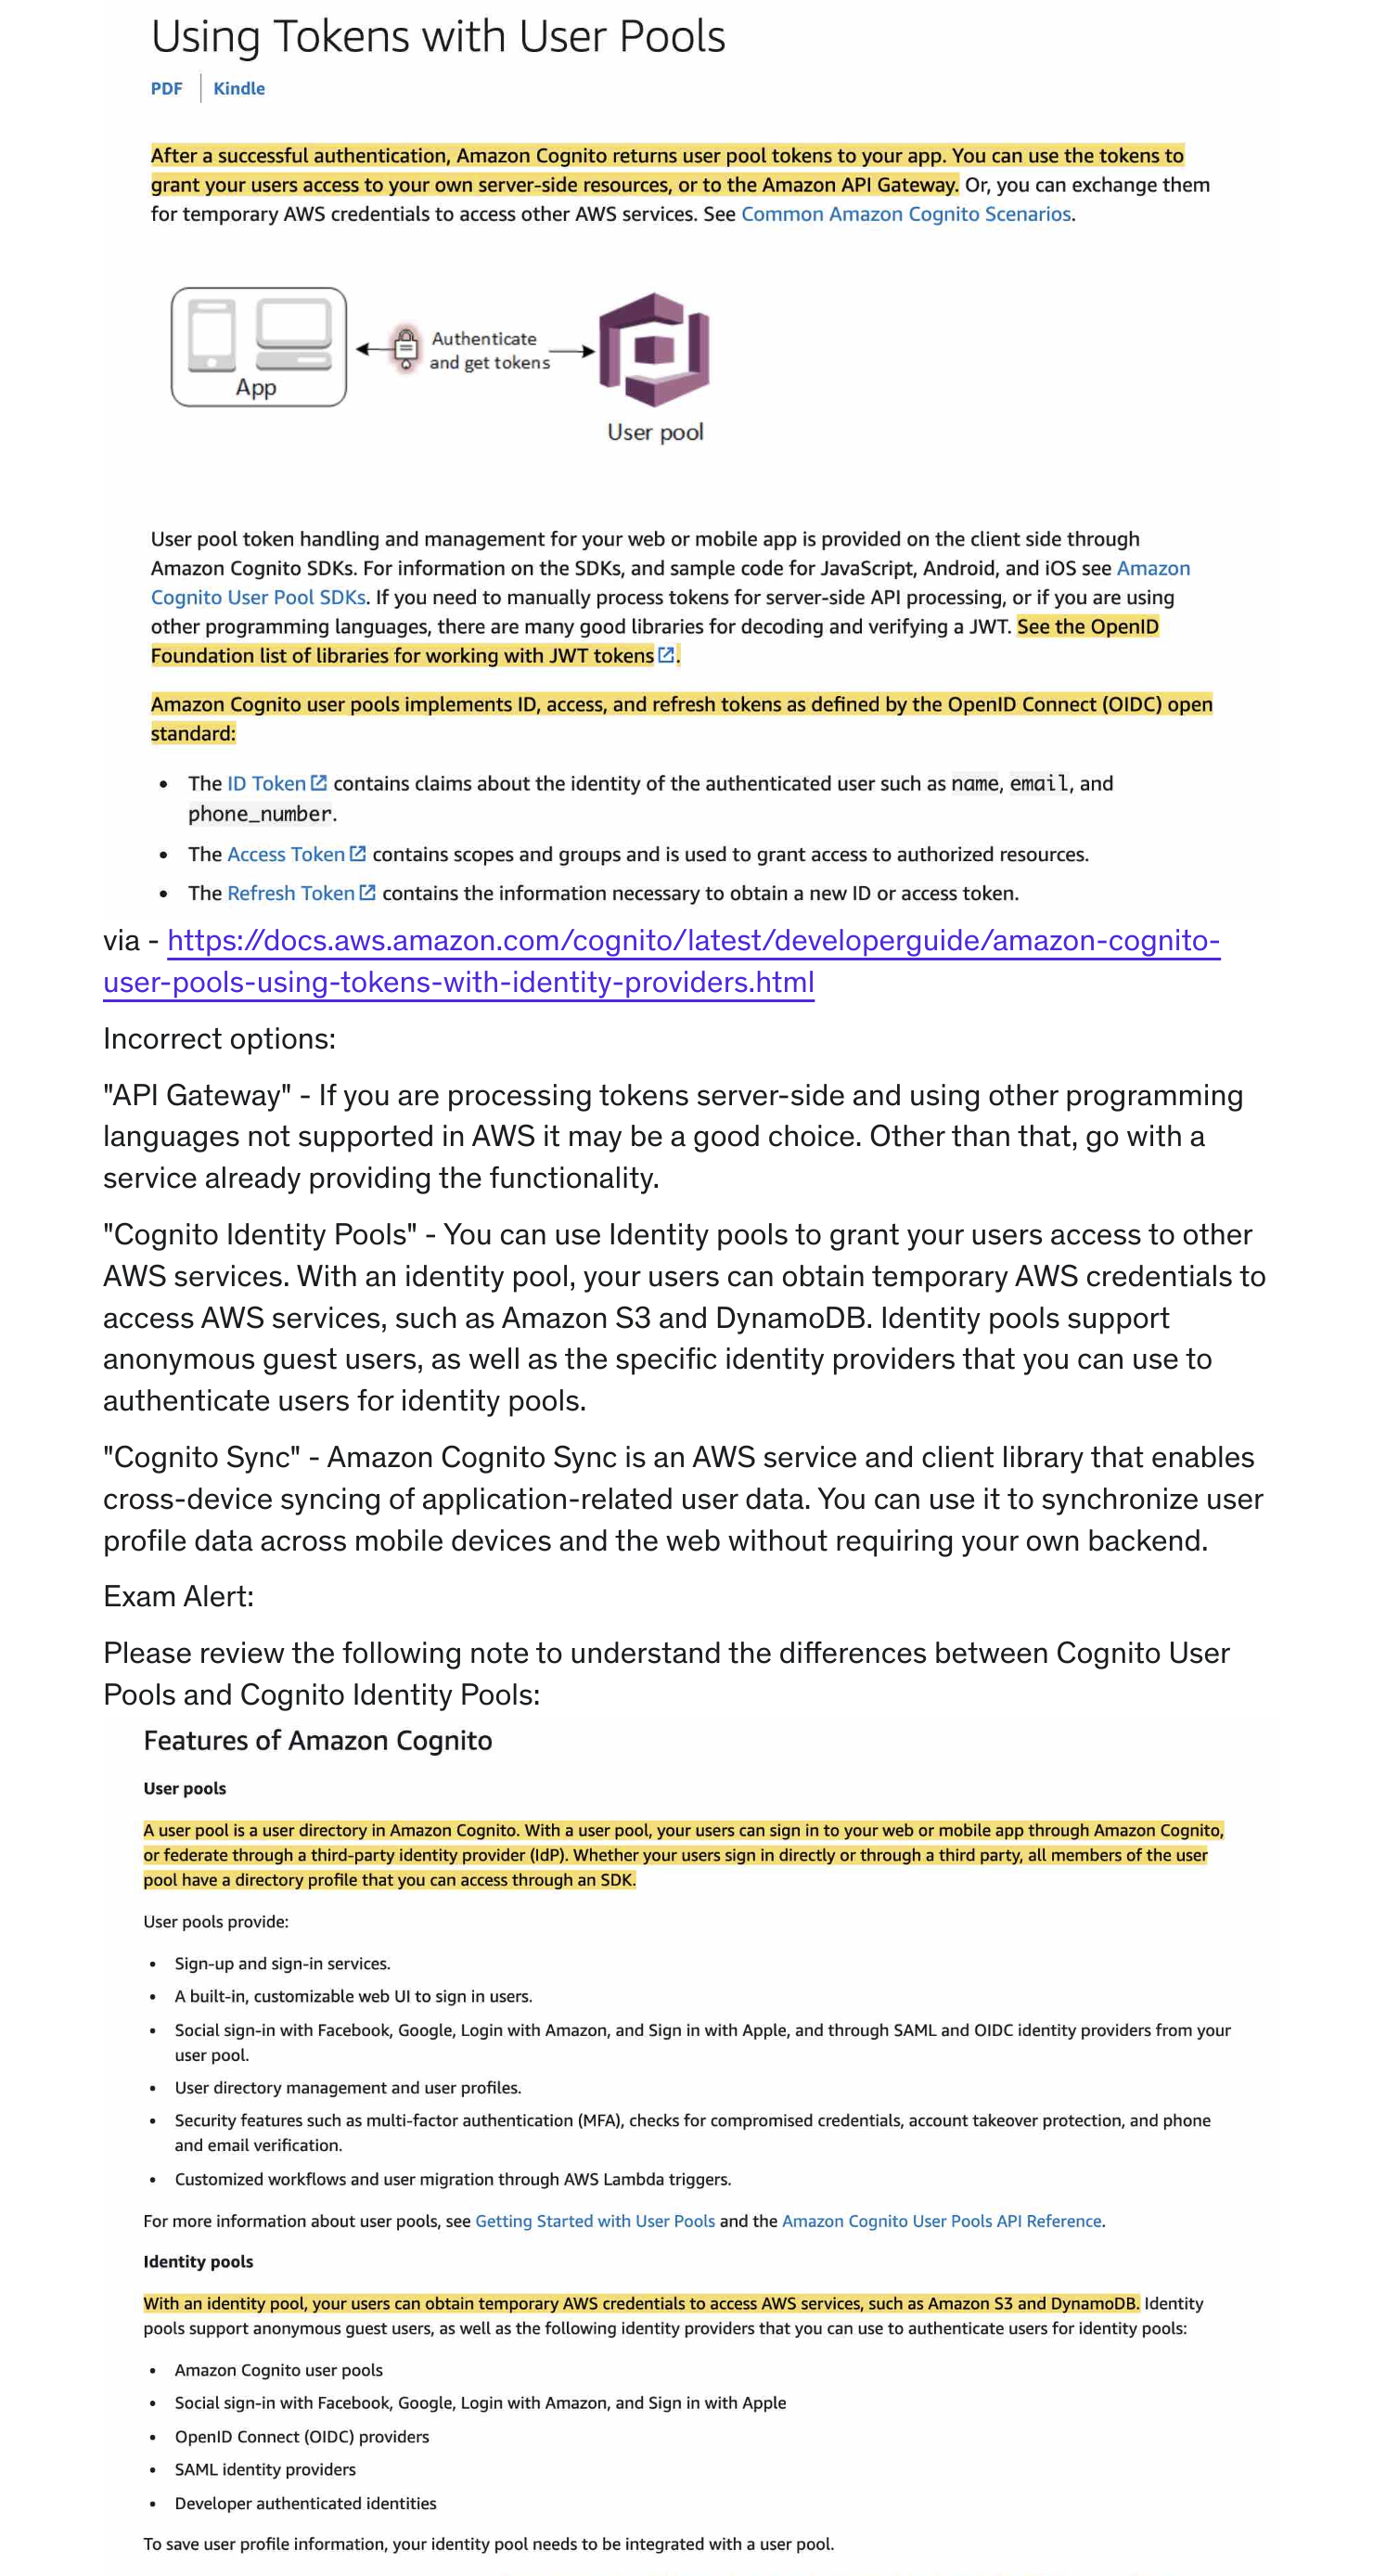 Using Tokens with User Pools
PDF | Kindle
After a successful authentication, Amazon Cognito returns user pool tokens to your app. You can use the tokens to
grant your users access to your own server-side resources, or to the Amazon API Gateway. Or, you can exchange them
for temporary AWS credentials to access other AWS services. See Common Amazon Cognito Scenarios.
App
Authenticate
and get tokens
User pool
User pool token handling and management for your web or mobile app is provided on the client side through
Amazon Cognito SDKs. For information on the SDKs, and sample code for JavaScript, Android, and iOS see Amazon
Cognito User Pool SDKs. If you need to manually process tokens for server-side API processing, or if you are using
other programming languages, there are many good libraries for decoding and verifying a JWT. See the OpenID
Foundation list of libraries for working with JWT tokens.
Amazon Cognito user pools implements ID, access, and refresh tokens as defined by the OpenID Connect (OIDC) open
standard:
• The ID Token contains claims about the identity of the authenticated user such as name, email, and
phone_number.
• The Access Token contains scopes and groups and is used to grant access to authorized resources.
• The Refresh Token contains the information necessary to obtain a new ID or access token.
via - https://docs.aws.amazon.com/cognito/latest/developerguide/amazon-cognito-
user-pools-using-tokens-with-identity-providers.html
Incorrect options:
"API Gateway" - If you are processing tokens server-side and using other programming
languages not supported in AWS it may be a good choice. Other than that, go with a
service already providing the functionality.
"Cognito Identity Pools" - You can use Identity pools to grant your users access to other
AWS services. With an identity pool, your users can obtain temporary AWS credentials to
access AWS services, such as Amazon S3 and DynamoDB. Identity pools support
anonymous guest users, as well as the specific identity providers that you can use to
authenticate users for identity pools.
"Cognito Sync" - Amazon Cognito Sync is an AWS service and client library that enables
cross-device syncing of application-related user data. You can use it to synchronize user
profile data across mobile devices and the web without requiring your own backend.
Exam Alert:
Please review the following note to understand the differences between Cognito User
Pools and Cognito Identity Pools:
Features of Amazon Cognito
User pools
A user pool is a user directory in Amazon Cognito. With a user pool, your users can sign in to your web or mobile app through Amazon Cognito,
or federate through a third-party identity provider (IdP). Whether your users sign in directly or through a third party, all members of the user
pool have a directory profile that you can access through an SDK.
User pools provide:
• Sign-up and sign-in services.
• A built-in, customizable web UI to sign in users.
• Social sign-in with Facebook, Google, Login with Amazon, and Sign in with Apple, and through SAML and OIDC identity providers from your
user pool.
• User directory management and user profiles.
• Security features such as multi-factor authentication (MFA), checks for compromised credentials, account takeover protection, and phone
and email verification.
• Customized workflows and user migration through AWS Lambda triggers.
For more information about user pools, see Getting Started with User Pools and the Amazon Cognito User Pools API Reference.
Identity pools
With an identity pool, your users can obtain temporary AWS credentials to access AWS services, such as Amazon S3 and DynamoDB. Identity
pools support anonymous guest users, as well as the following identity providers that you can use to authenticate users for identity pools:
• Amazon Cognito user pools
• Social sign-in with Facebook, Google, Login with Amazon, and Sign in with Apple
• OpenID Connect (OIDC) providers
• SAML identity providers
• Developer authenticated identities
To save user profile information, your identity pool needs to be integrated with a user pool.